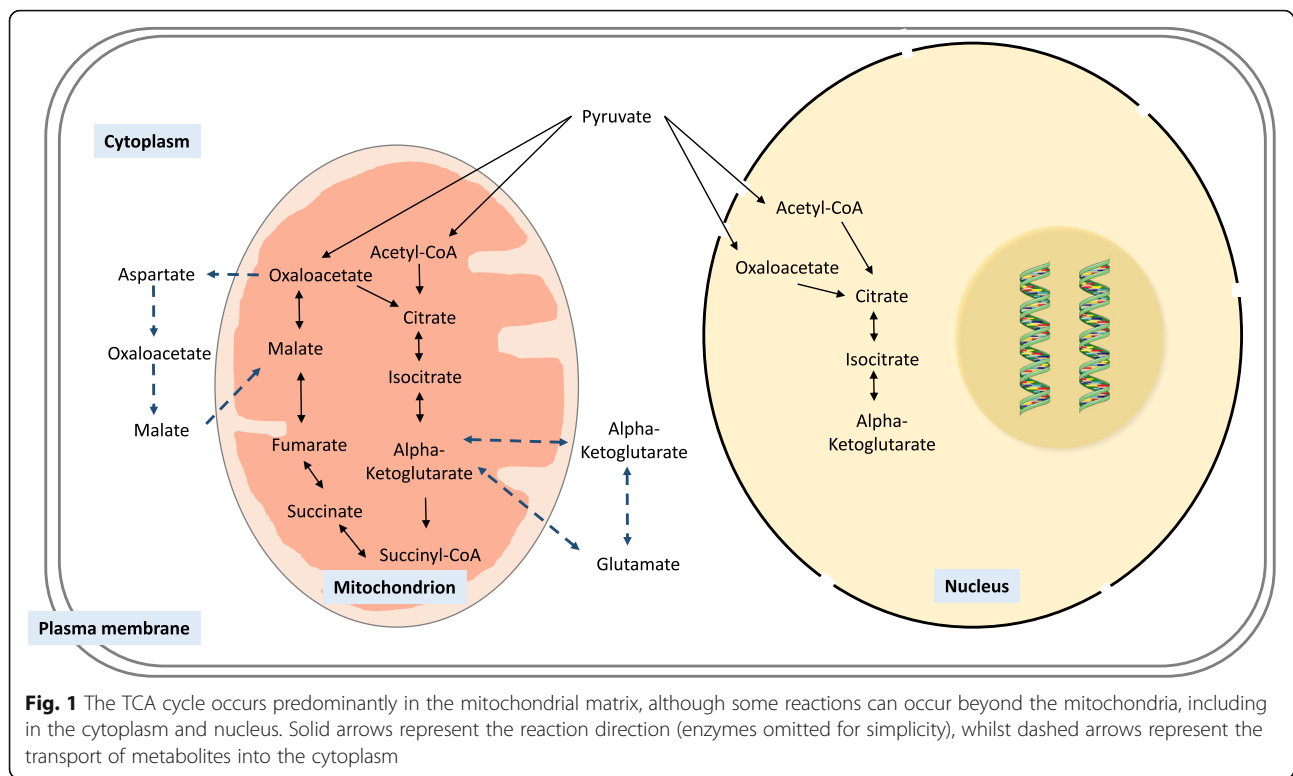 Pyruvate
Cytoplasm
Acetyl-CoA
Acetyl-CoA
Aspartate
Oxaloacetate
Oxaloacetate
Citrate
Citrate
Oxaloacetate
Malate
Isocitrate
Isocitrate
Malate
Fumarate
Alpha-
Ketoglutarate
Alpha-
Ketoglutarate
Alpha-
Ketoglutarate
Succinate
Succinyl-CoA
Glutamate
Mitochondrion
Nucleus
Plasma membrane
Fig. 1 The TCA cycle occurs predominantly in the mitochondrial matrix, although some reactions can occur beyond the mitochondria, including
in the cytoplasm and nucleus. Solid arrows represent the reaction direction (enzymes omitted for simplicity), whilst dashed arrows represent the
transport of metabolites into the cytoplasm